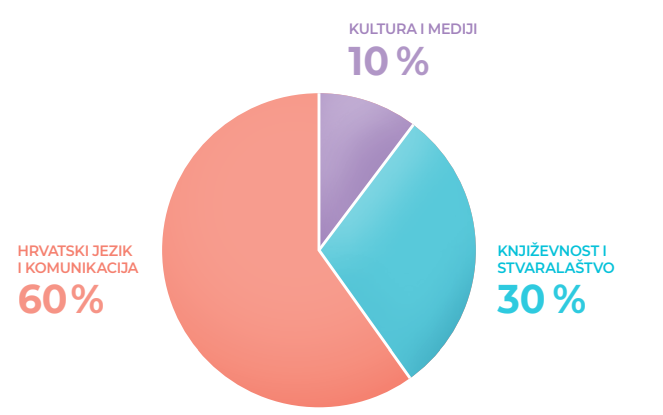 KULTURA I MEDIJI
10 %
HRVATSKI JEZIK
I KOMUNIKACIJA
60 %
KNJIŽEVNOST I
STVARALAŠTVO
30 %